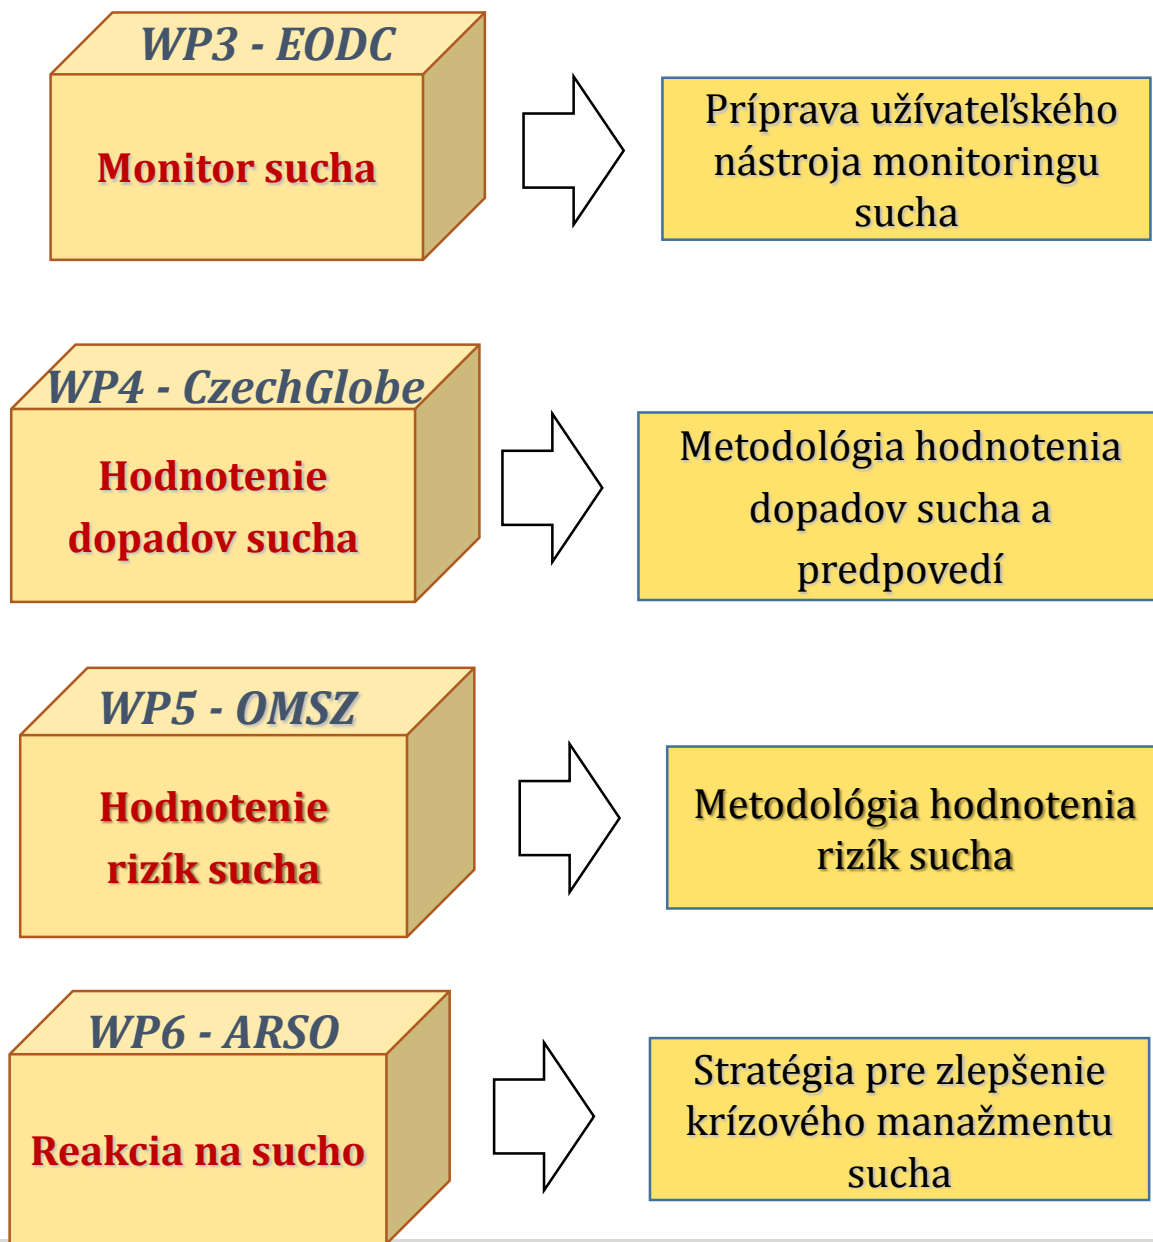 WP3 - EODC
Monitor sucha
Príprava užívateľského
nástroja monitoringu
sucha
WP4 - CzechGlobe
Hodnotenie
dopadov sucha
Metodológia hodnotenia
dopadov sucha a
predpovedí
WP5 - OMSZ
Hodnotenie
rizík sucha
Metodológia hodnotenia
rizík sucha
WP6 - ARSO
Reakcia na sucho
Stratégia pre zlepšenie
krízového manažmentu
sucha